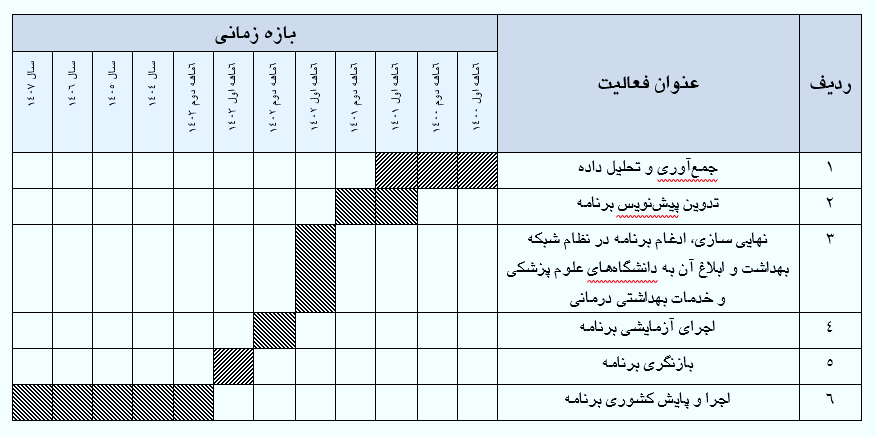 ردیف
عنوان فعالیت
بازه زمانی
۶ماهه اول ۱۴۰۰
۶ماهه دوم ۱۴۰۰
۶ماهه اول ۱۴۰۱
۶ماهه دوم ۱۴۰۱
۶ماهه اول ۱۴۰۲
۶ماهه دوم ۱۴۰۲
۶ماهه اول ۱۴۰۳
۶ماهه دوم ۱۴۰۳
سال ۱۴۰۴
سال ۱۴۰۵
سال ۱۴۰۶
سال ۱۴۰۷
۱ جمع‌آوری و تحلیل داده
۲ تدوین پیش‌نویس برنامه
۳ نهایی سازی، ادغام برنامه در نظام شبکه
بهداشت و ابلاغ آن به دانشگاه‌های علوم پزشکی
و خدمات بهداشتی درمانی
۴ اجرای آزمایشی برنامه
۵ بازنگری برنامه
۶ اجرا و پایش کشوری برنامه